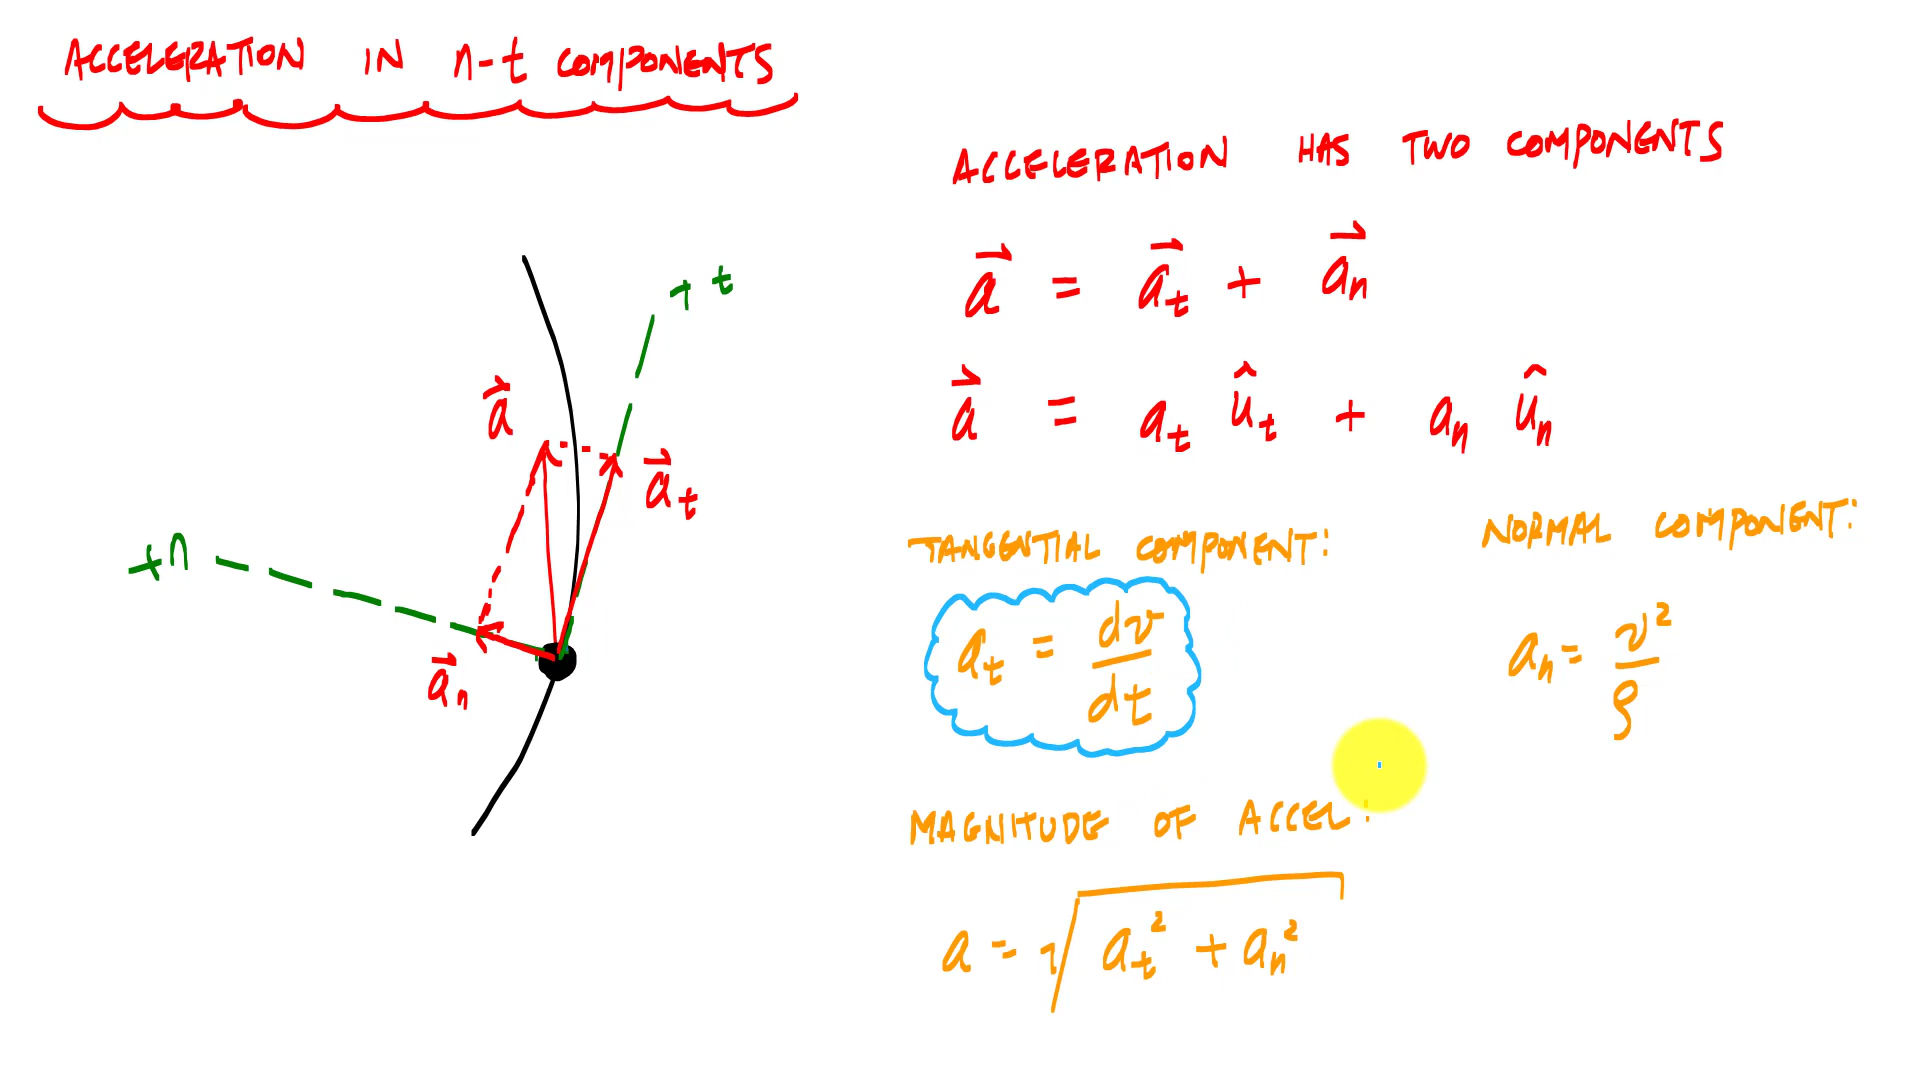 ACCELERATION IN n-t COMPONENTS
ACCELERATION HAS TWO COMPONENTS
a⃗ = a⃗ₜ + a⃗ₙ
a⃗ = aₜ ûₜ + aₙ ûₙ
+ t
a⃗
a⃗ₜ
+n
a⃗ₙ
TANGENTIAL COMPONENT:
aₜ = dv/dt
NORMAL COMPONENT:
aₙ = v²/ρ
MAGNITUDE OF ACCEL:
a = √(aₜ² + aₙ²)